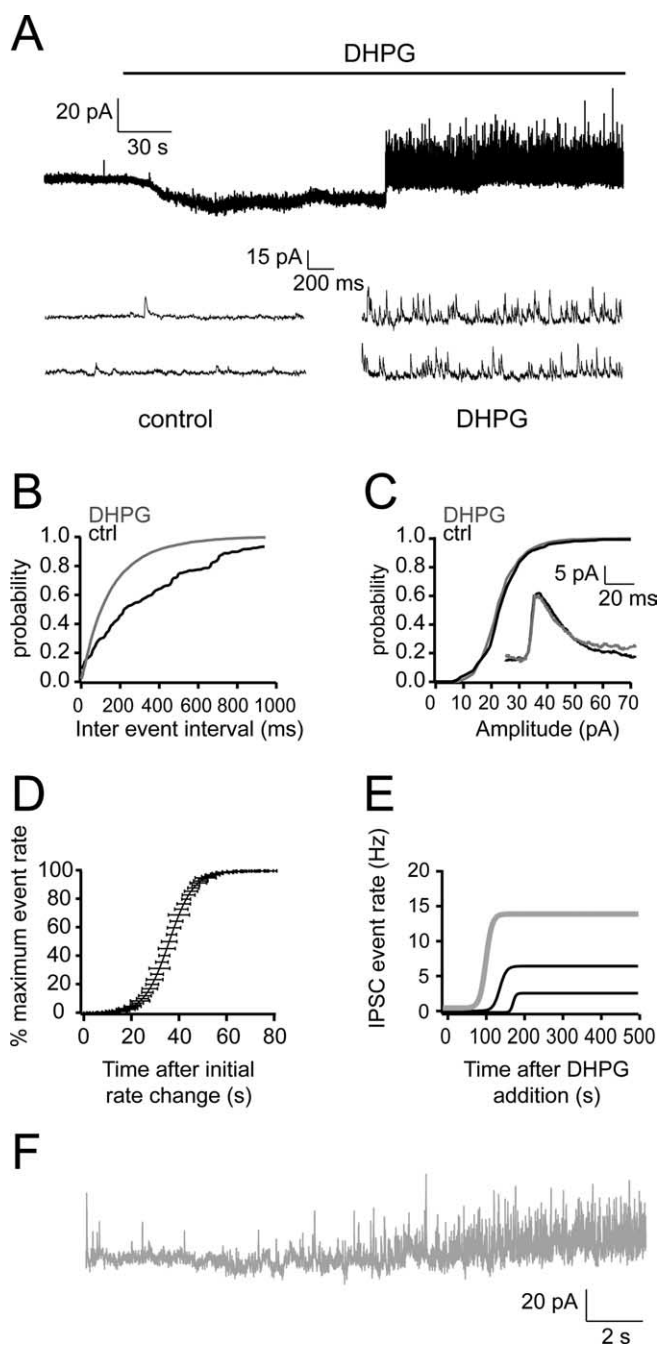 A
DHPG
20 pA
30 s
15 pA
200 ms
control
DHPG
B
DHPG
ctrl
probability
1.0
0.8
0.6
0.4
0.2
0.0
0 200 400 600 800 1000
Inter event interval (ms)
C
DHPG
ctrl
probability
1.0
0.8
0.6
0.4
0.2
0.0
5 pA
20 ms
0 10 20 30 40 50 60 70
Amplitude (pA)
D
% maximum event rate
100
80
60
40
20
0
0 20 40 60 80
Time after initial
rate change (s)
E
IPSC event rate (Hz)
20
15
10
5
0
0 100 200 300 400 500
Time after DHPG
addition (s)
F
20 pA
2 s